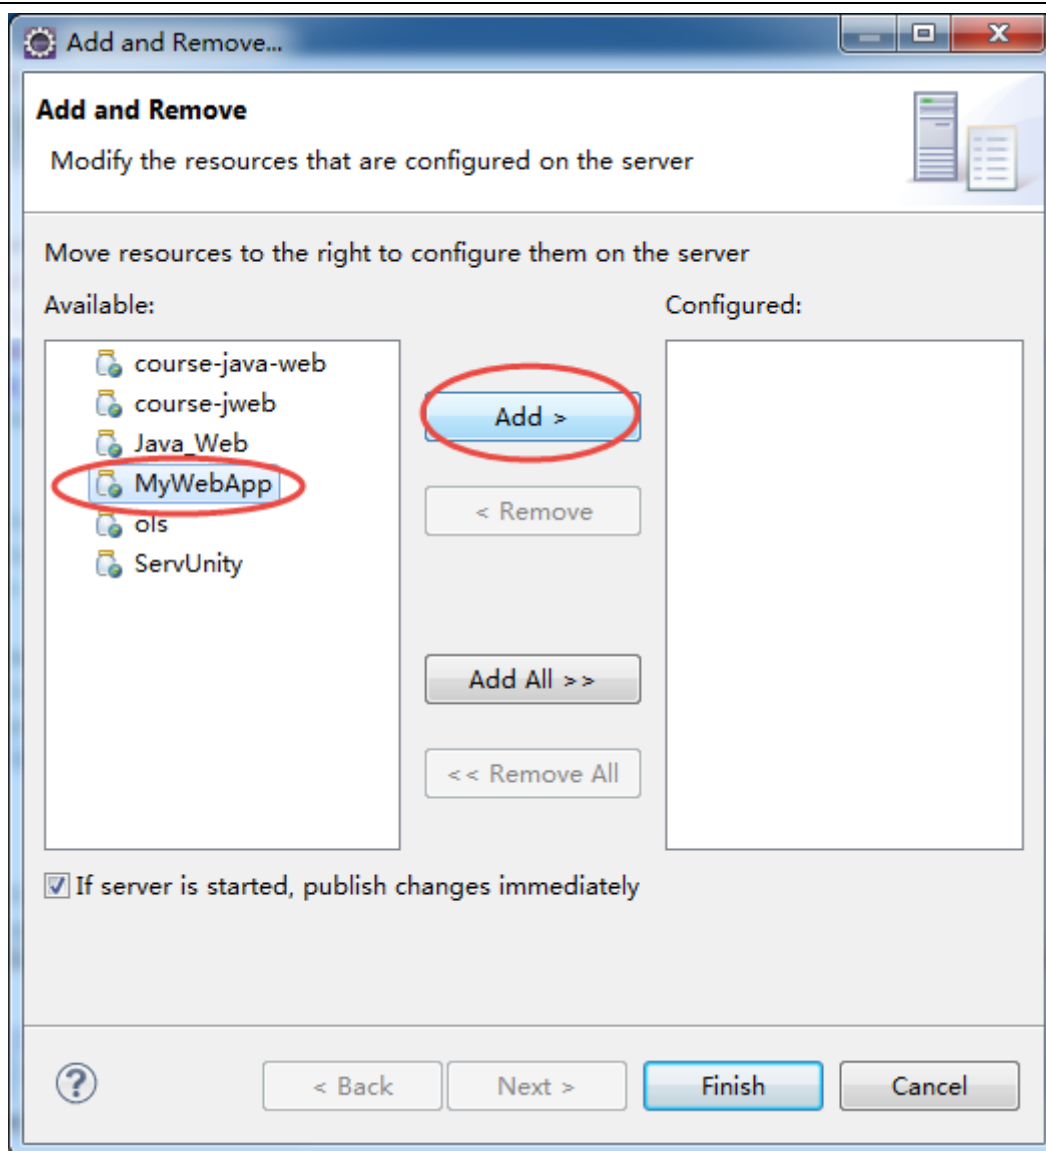 Add and Remove...
Add and Remove
Modify the resources that are configured on the server
Move resources to the right to configure them on the server
Available:
Configured:
course-java-web
course-jweb
Java_Web
MyWebApp
ols
ServUnity
Add >
< Remove
Add All >>
<< Remove All
If server is started, publish changes immediately
?
< Back
Next >
Finish
Cancel